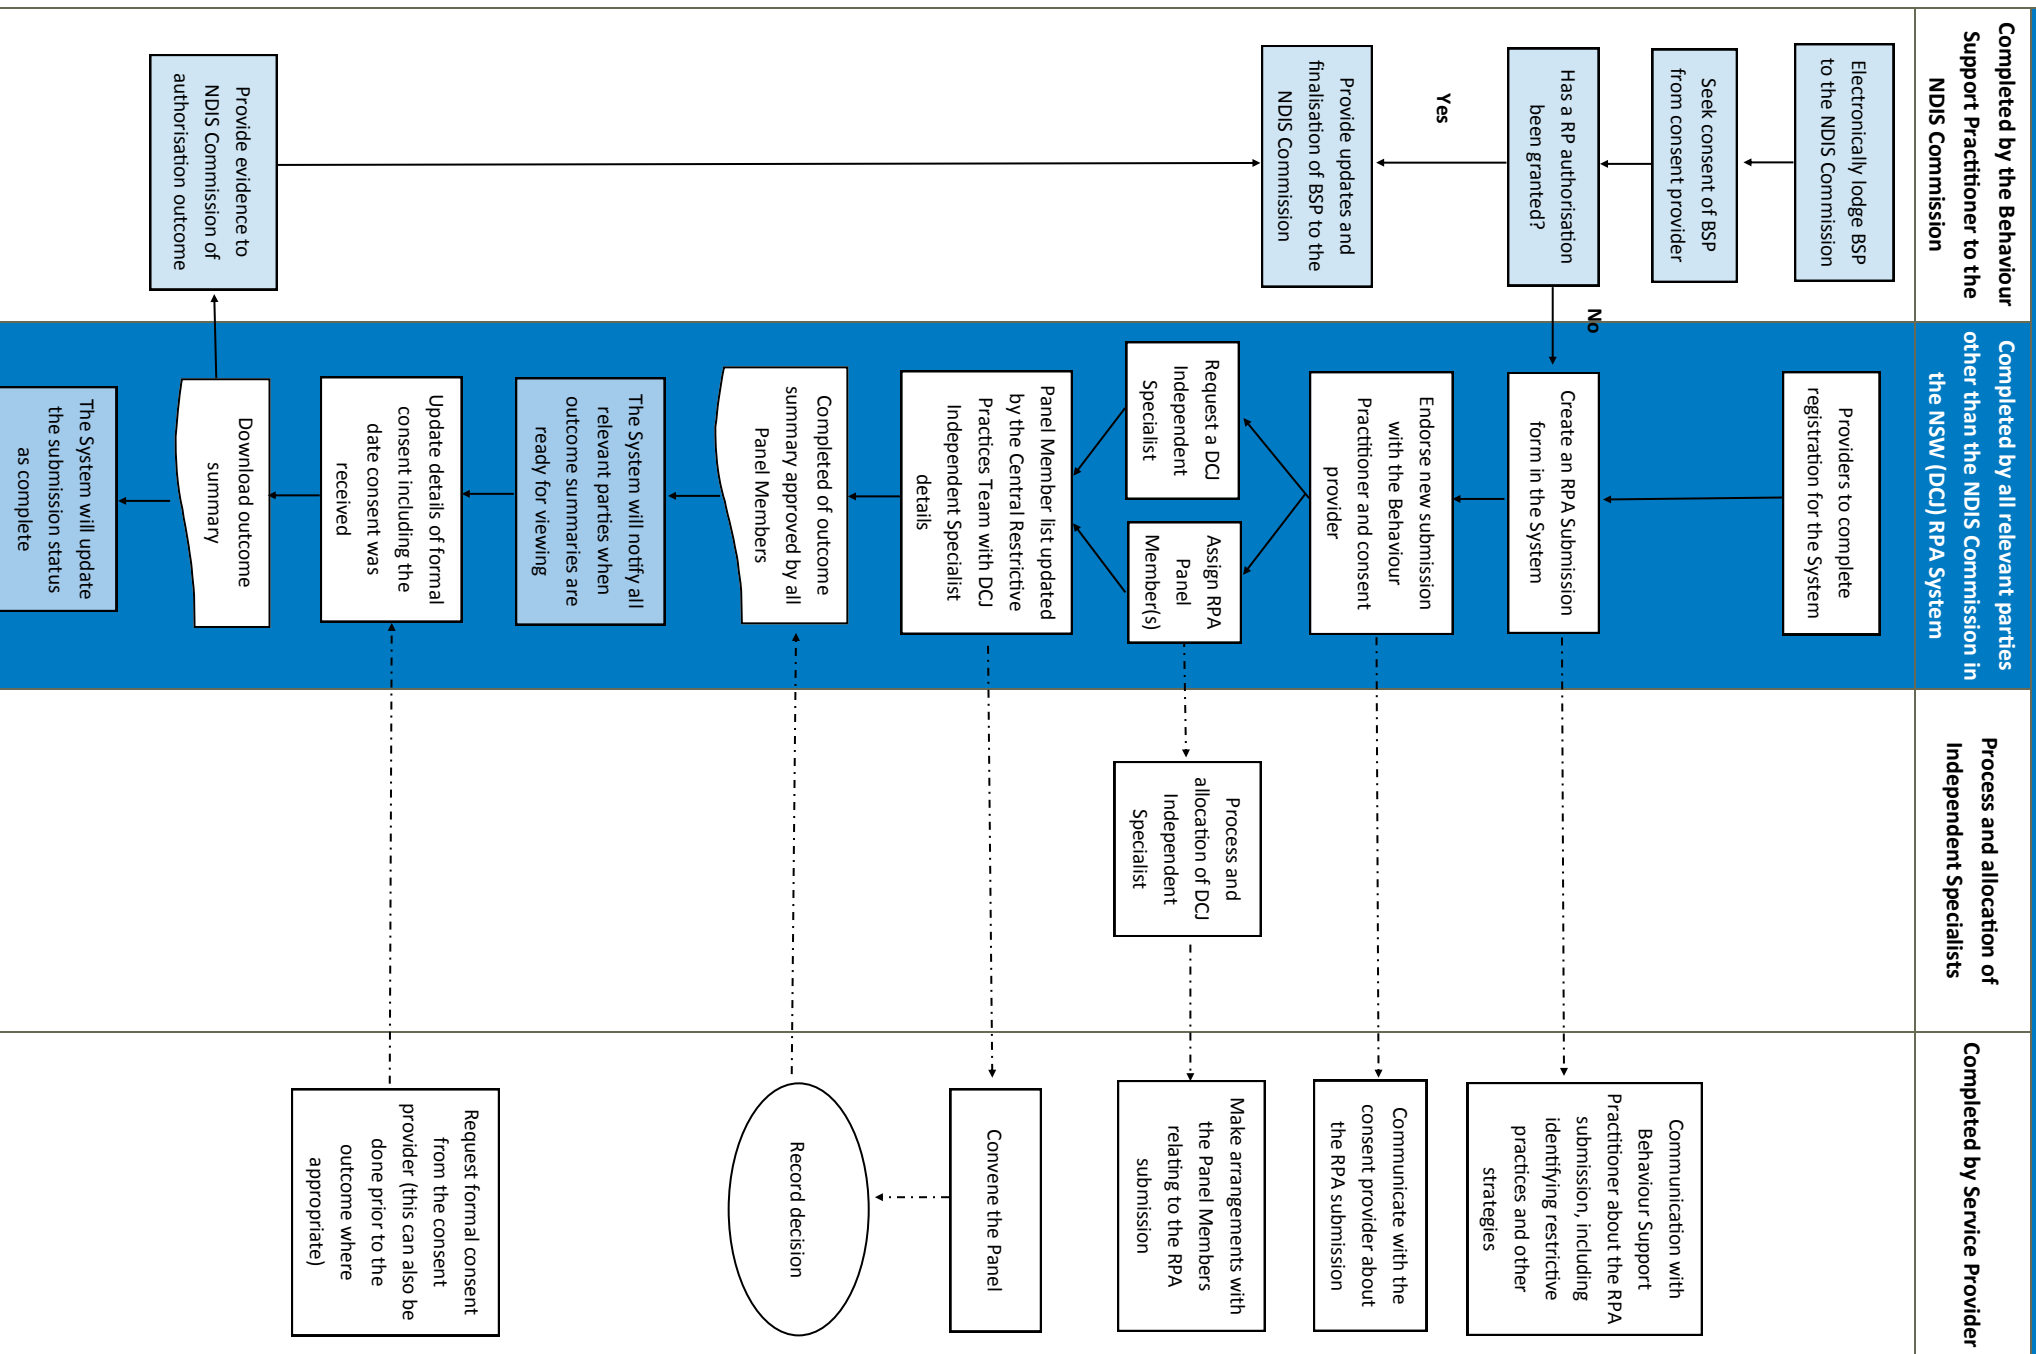 Completed by the Behaviour
Support Practitioner to the
NDIS Commission
Completed by all relevant parties
other than the NDIS Commission in
the NSW (DCJ) RPA System
Process and allocation of
Independent Specialists
Completed by Service Provider
Electronically lodge BSP
to the NDIS Commission
Seek consent of BSP
from consent provider
Has a RP authorisation
been granted?
Yes
No
Provide updates and
finalisation of BSP to the
NDIS Commission
Provide evidence to
NDIS Commission of
authorisation outcome
Providers to complete
registration for the System
Create an RPA Submission
form in the System
Endorse new submission
with the Behaviour
Practitioner and consent
provider
Request a DCJ
Independent
Specialist
Assign RPA
Panel
Member(s)
Panel Member list updated
by the Central Restrictive
Practices Team with DCJ
Independent Specialist
details
Completed of outcome
summary approved by all
Panel Members
The System will notify all
relevant parties when
outcome summaries are
ready for viewing
Update details of formal
consent including the
date consent was
received
Download outcome
summary
The System will update
the submission status
as complete
Process and
allocation of DCJ
Independent
Specialist
Communication with
Behaviour Support
Practitioner about the RPA
submission, including
identifying restrictive
practices and other
strategies
Communicate with the
consent provider about
the RPA submission
Make arrangements with
the Panel Members
relating to the RPA
submission
Convene the Panel
Record decision
Request formal consent
from the consent
provider (this can also be
done prior to the
outcome where
appropriate)